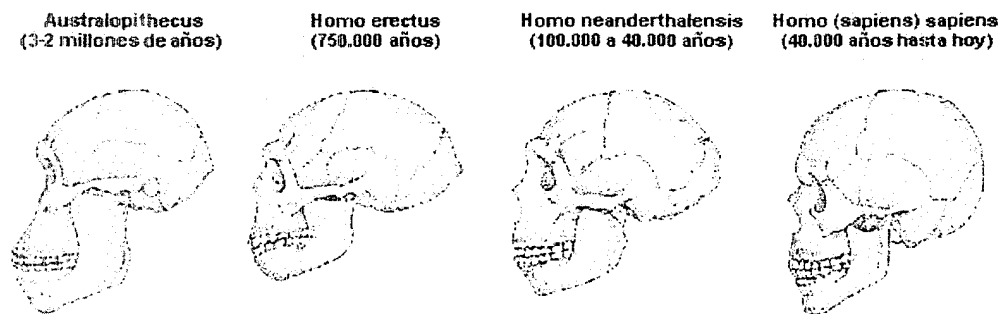 Australopithecus
(3-2 millones de años)
Homo erectus
(750.000 años)
Homo neanderthalensis
(100.000 a 40.000 años)
Homo (sapiens) sapiens
(40.000 años hasta hoy)